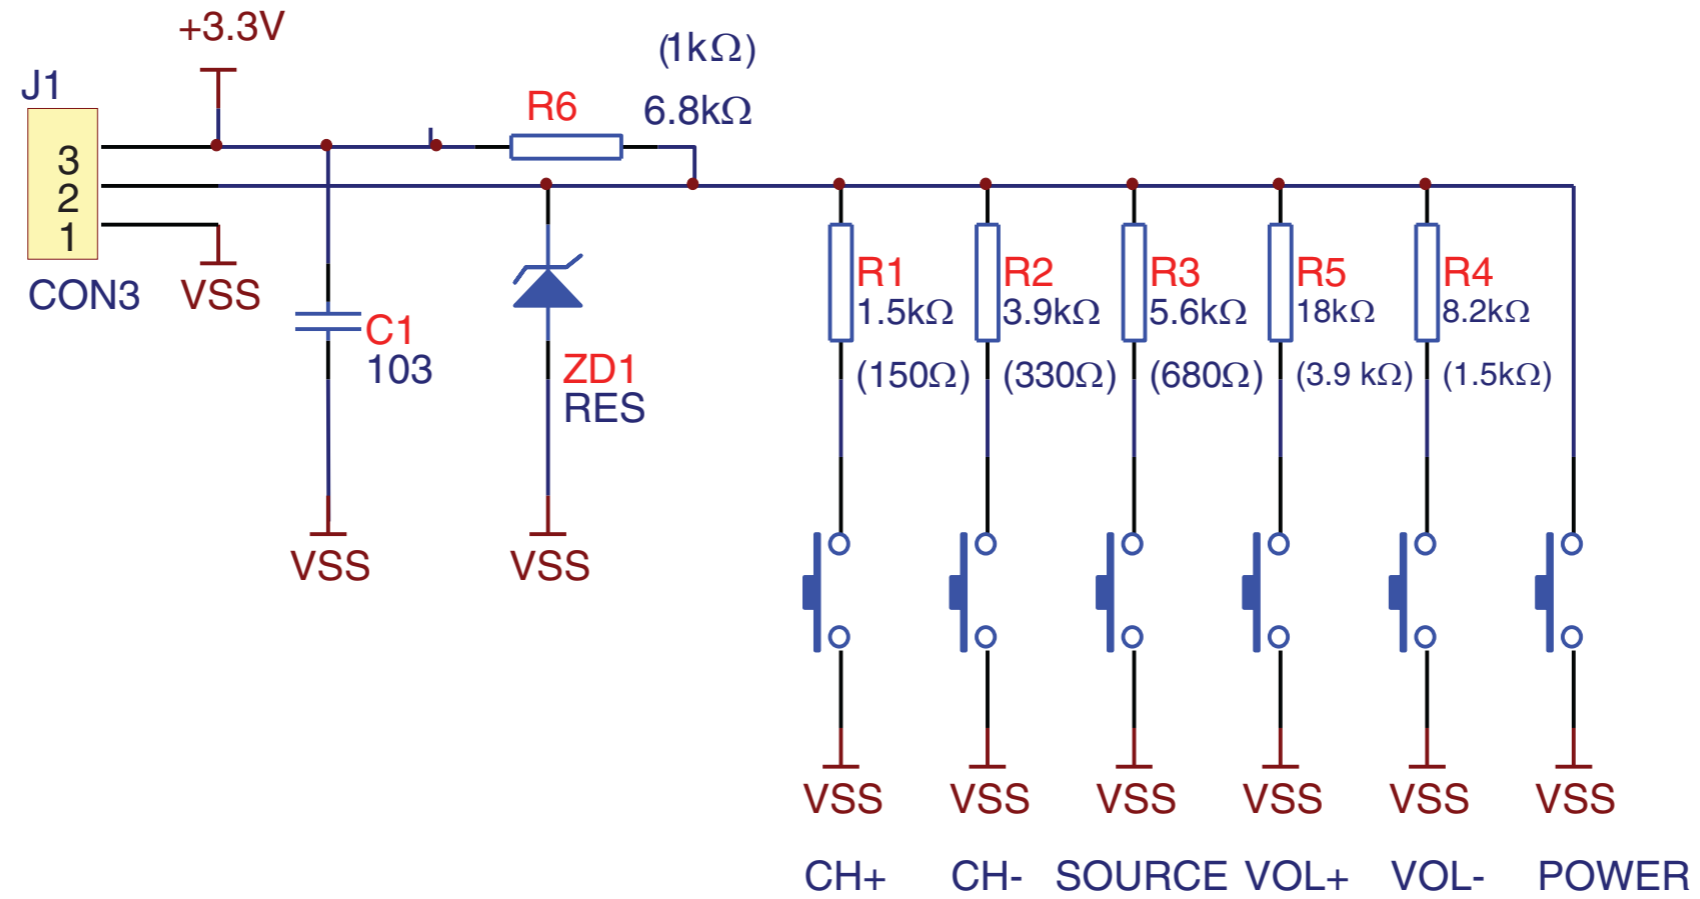 +3.3V
(1kΩ)
J1
R6
6.8kΩ
3
2
1
CON3
VSS
C1
103
ZD1
RES
VSS
VSS
R1
1.5kΩ
(150Ω)
R2
3.9kΩ
(330Ω)
R3
5.6kΩ
(680Ω)
R5
18kΩ
(3.9 kΩ)
R4
8.2kΩ
(1.5kΩ)
VSS VSS VSS VSS VSS VSS
CH+ CH- SOURCE VOL+ VOL- POWER